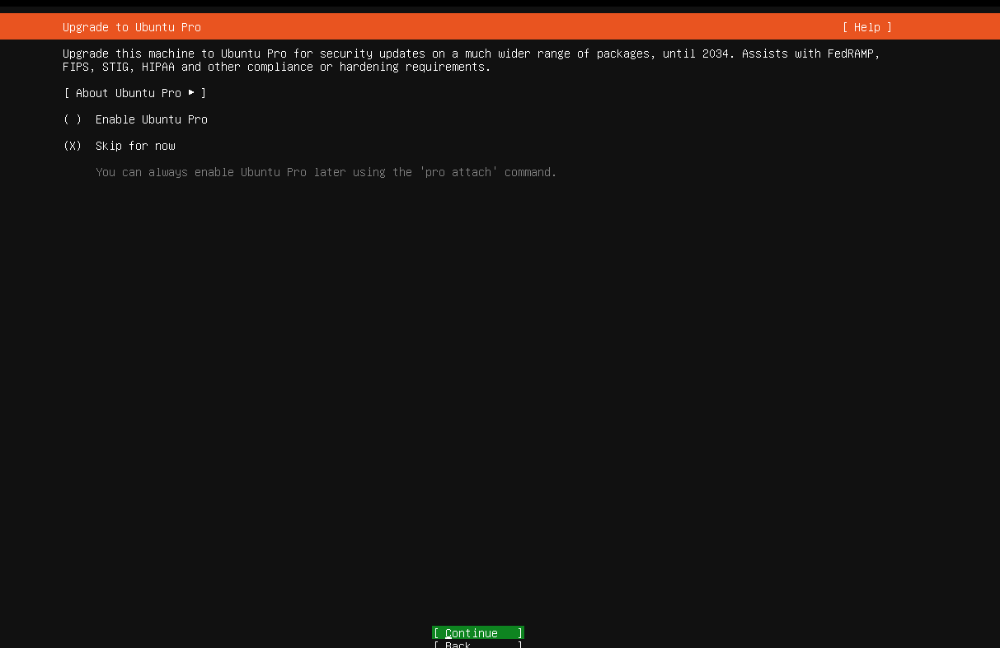 Upgrade to Ubuntu Pro [ Help ]
Upgrade this machine to Ubuntu Pro for security updates on a much wider range of packages, until 2034. Assists with FedRAMP,
FIPS, STIG, HIPAA and other compliance or hardening requirements.
[ About Ubuntu Pro ► ]
( ) Enable Ubuntu Pro
(X) Skip for now
You can always enable Ubuntu Pro later using the 'pro attach' command.
[ Continue ]
[ Back ]